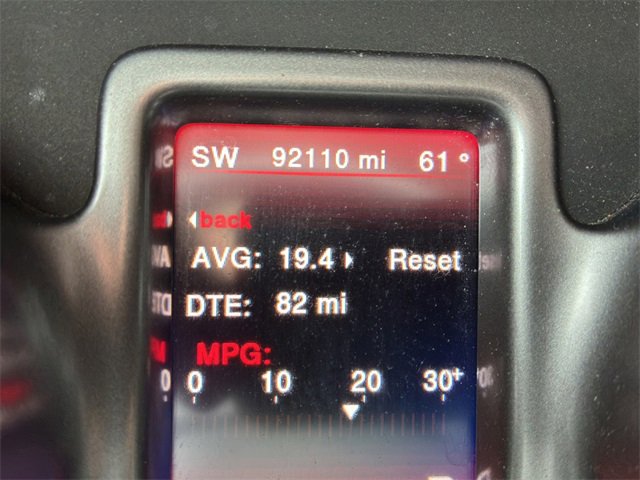 SW 92110 mi 61°
back
AVG: 19.4 Reset
DTE: 82 mi
MPG:
0 10 20 30+